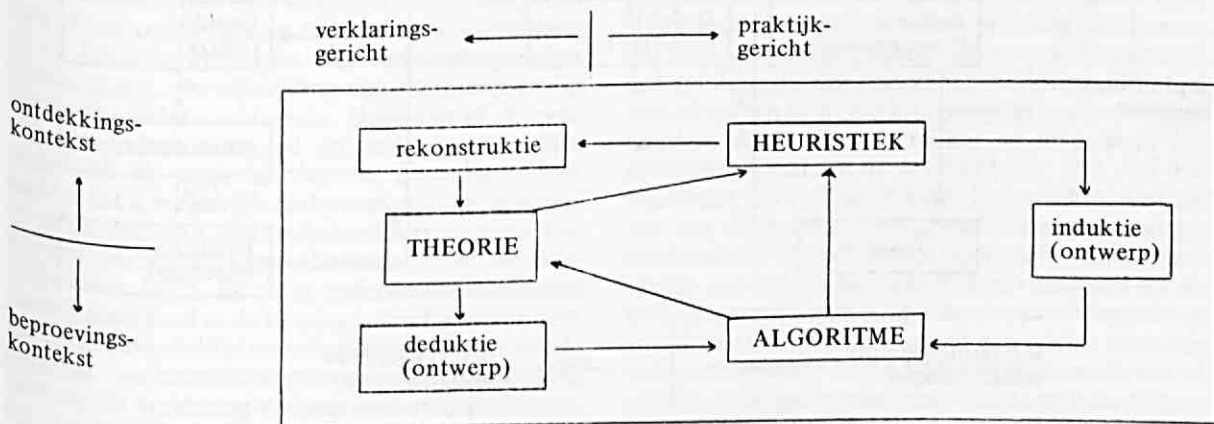 verklarings-
gericht
praktijk-
gericht
ontdekkings-
kontekst
rekonstruktie
HEURISTIEK
THEORIE
induktie
(ontwerp)
beproevings-
kontekst
deduktie
(ontwerp)
ALGORITME